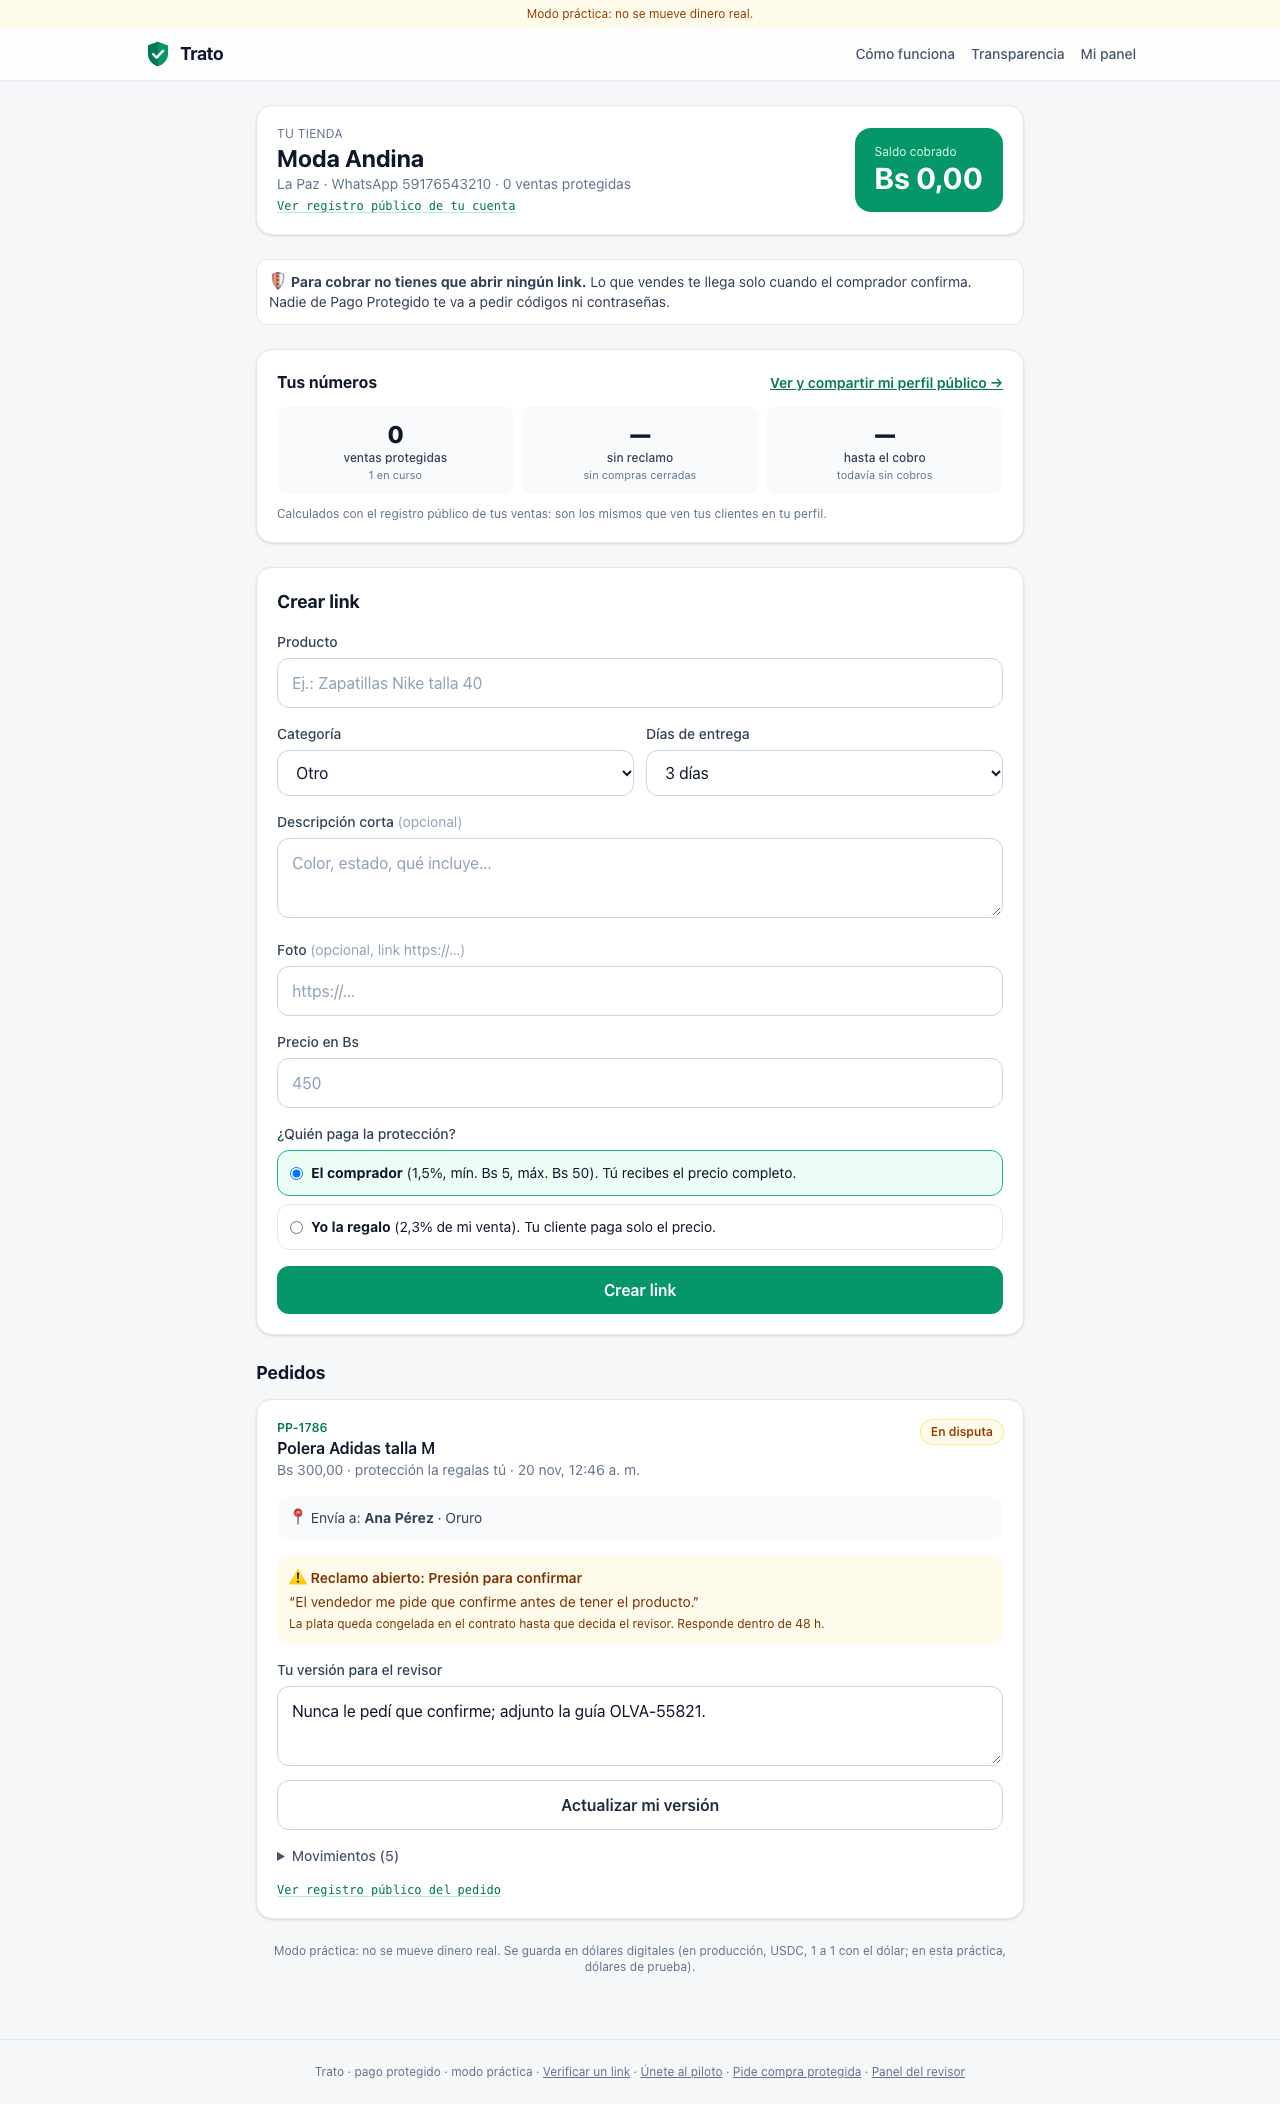 Modo práctica: no se mueve dinero real.
Trato
Cómo funciona
Transparencia
Mi panel
TU TIENDA
Moda Andina
La Paz · WhatsApp 59176543210 · 0 ventas protegidas
Ver registro público de tu cuenta
Saldo cobrado
Bs 0,00
Para cobrar no tienes que abrir ningún link. Lo que vendes te llega solo cuando el comprador confirma.
Nadie de Pago Protegido te va a pedir códigos ni contraseñas.
Tus números
Ver y compartir mi perfil público →
0
ventas protegidas
1 en curso
—
sin reclamo
sin compras cerradas
—
hasta el cobro
todavía sin cobros
Calculados con el registro público de tus ventas: son los mismos que ven tus clientes en tu perfil.
Crear link
Producto
Ej.: Zapatillas Nike talla 40
Categoría
Días de entrega
Otro
3 días
Descripción corta (opcional)
Color, estado, qué incluye...
Foto (opcional, link https://...)
https://...
Precio en Bs
450
¿Quién paga la protección?
El comprador (1,5%, mín. Bs 5, máx. Bs 50). Tú recibes el precio completo.
Yo la regalo (2,3% de mi venta). Tu cliente paga solo el precio.
Crear link
Pedidos
PP-1786
En disputa
Polera Adidas talla M
Bs 300,00 · protección la regalas tú · 20 nov, 12:46 a. m.
📍 Envía a: Ana Pérez · Oruro
⚠️ Reclamo abierto: Presión para confirmar
“El vendedor me pide que confirme antes de tener el producto.”
La plata queda congelada en el contrato hasta que decida el revisor. Responde dentro de 48 h.
Tu versión para el revisor
Nunca le pedí que confirme; adjunto la guía OLVA-55821.
Actualizar mi versión
▶ Movimientos (5)
Ver registro público del pedido
Modo práctica: no se mueve dinero real. Se guarda en dólares digitales (en producción, USDC, 1 a 1 con el dólar; en esta práctica,
dólares de prueba).
Trato · pago protegido · modo práctica · Verificar un link · Únete al piloto · Pide compra protegida · Panel del revisor